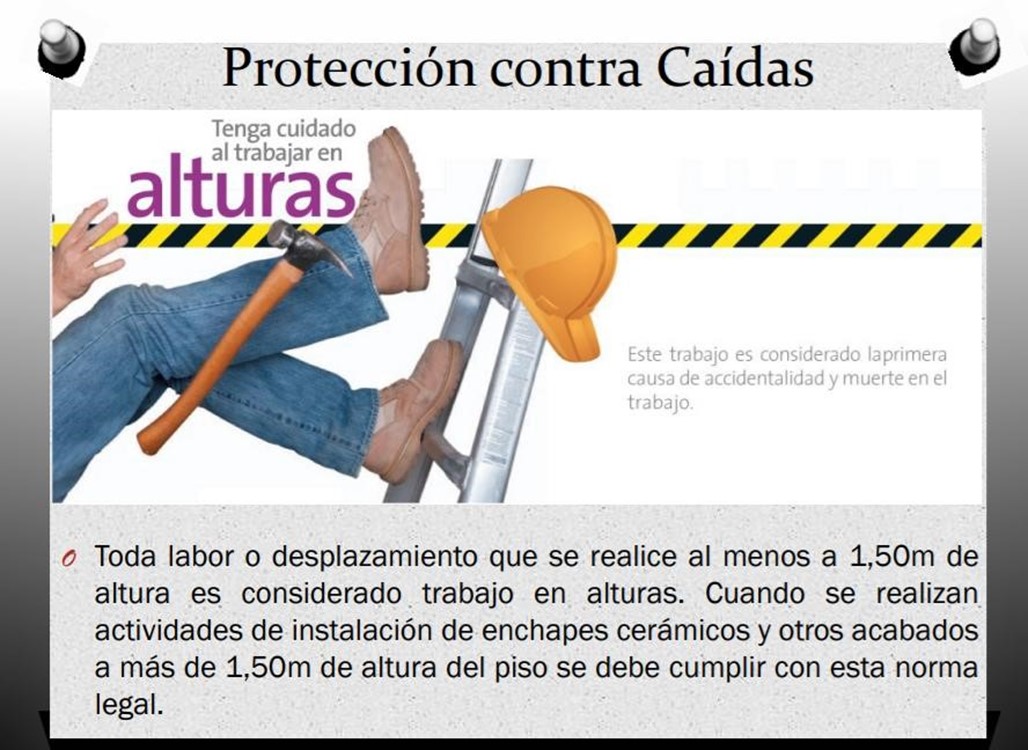 Protección contra Caídas
Tenga cuidado
al trabajar en
alturas
Este trabajo es considerado laprimera
causa de accidentalidad y muerte en el
trabajo.
Toda labor o desplazamiento que se realice al menos a 1,50m de
altura es considerado trabajo en alturas. Cuando se realizan
actividades de instalación de enchapes cerámicos y otros acabados
a más de 1,50m de altura del piso se debe cumplir con esta norma
legal.